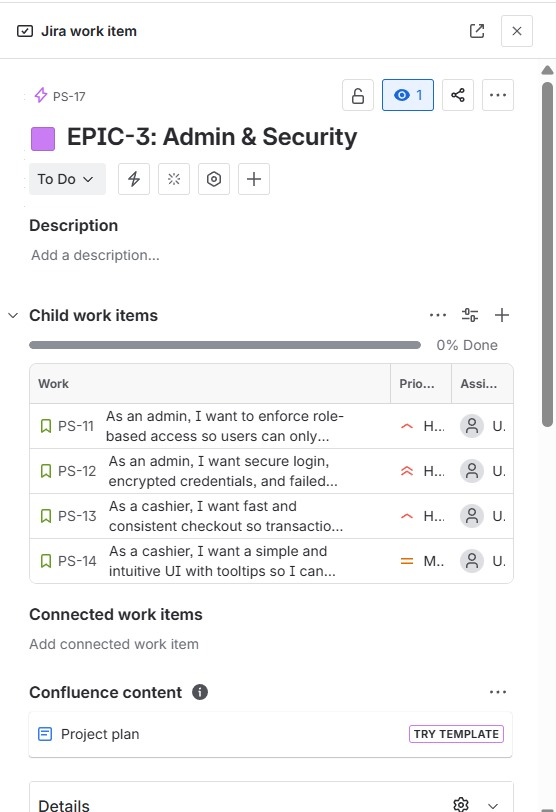 Jira work item
PS-17
1
EPIC-3: Admin & Security
To Do
Description
Add a description...
Child work items
0% Done
Work Prio... Assi...
PS-11 As an admin, I want to enforce role-
based access so users can only... H... U.
PS-12 As an admin, I want secure login,
encrypted credentials, and failed... H... U.
PS-13 As a cashier, I want fast and
consistent checkout so transactio... H... U.
PS-14 As a cashier, I want a simple and
intuitive UI with tooltips so I can... M... U.
Connected work items
Add connected work item
Confluence content
Project plan TRY TEMPLATE
Details